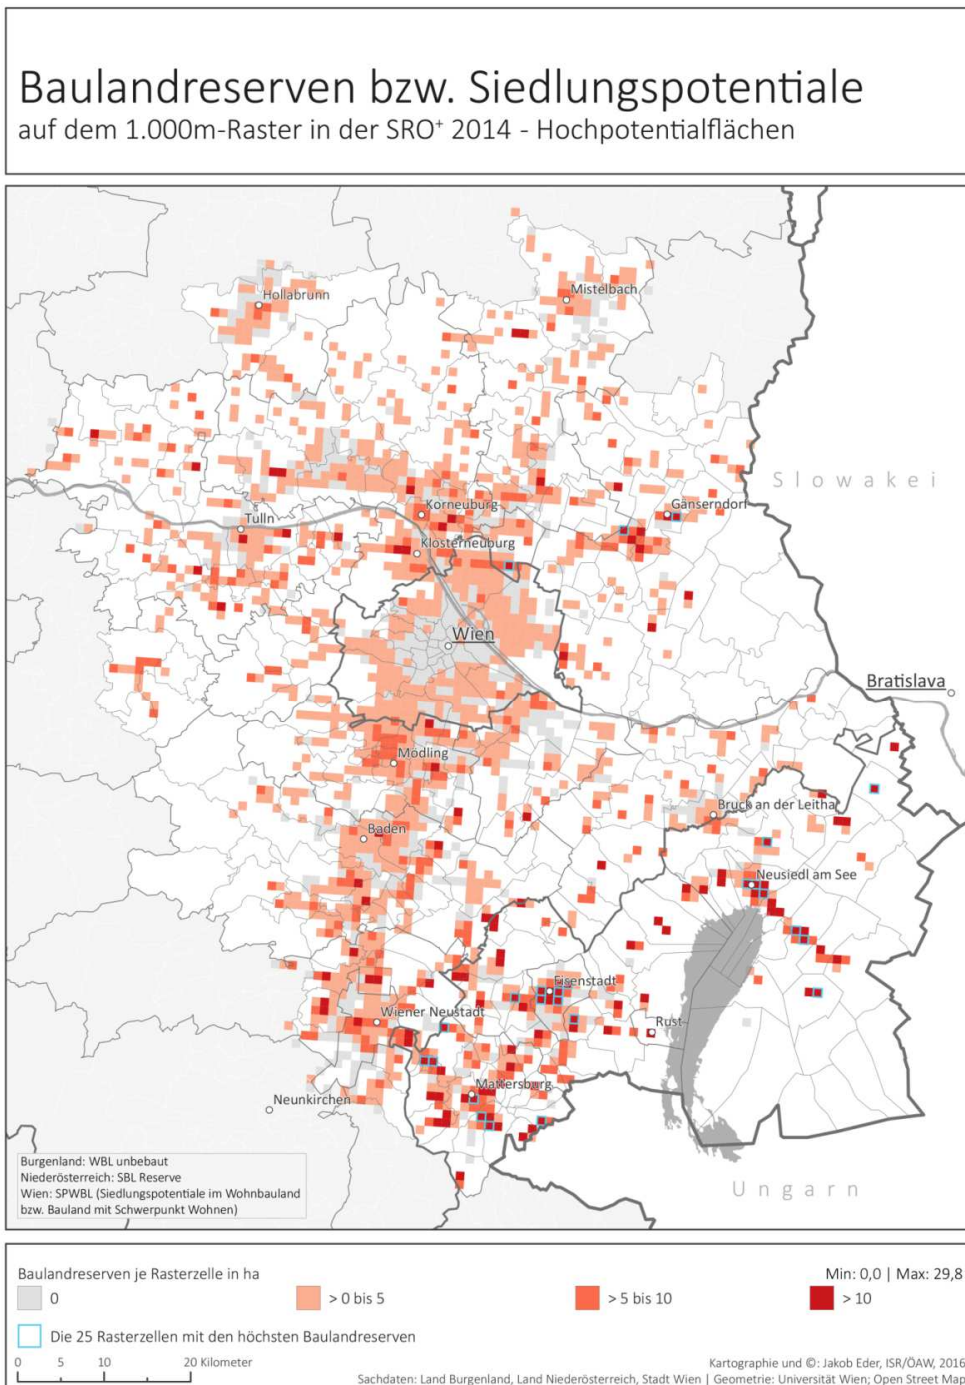 Baulandreserven bzw. Siedlungspotentiale
auf dem 1.000m-Raster in der SRO⁺ 2014 - Hochpotentialflächen
Hollabrunn
Mistelbach
Slowakei
Gänserndorf
Korneuburg
Tulln
Klosterneuburg
Wien
Bratislava
Mödling
Bruck an der Leitha
Baden
Neusiedl am See
Eisenstadt
Wiener Neustadt
Rust
Mattersburg
Neunkirchen
Burgenland: WBL unbebaut
Niederösterreich: SBL Reserve
Wien: SPWBL (Siedlungspotentiale im Wohnbauland
bzw. Bauland mit Schwerpunkt Wohnen)
Ungarn
Baulandreserven je Rasterzelle in ha
Min: 0,0 | Max: 29,8
0
> 0 bis 5
> 5 bis 10
> 10
Die 25 Rasterzellen mit den höchsten Baulandreserven
0 5 10 20 Kilometer
Kartographie und ©: Jakob Eder, ISR/ÖAW, 2016
Sachdaten: Land Burgenland, Land Niederösterreich, Stadt Wien | Geometrie: Universität Wien; Open Street Map